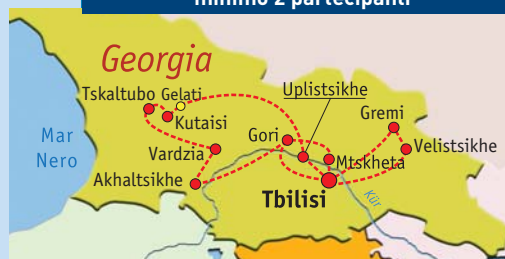 minimo 2 partecipanti
Georgia
Tskaltubo
Gelati
Kutaisi
Uplistsikhe
Gremi
Mar
Nero
Vardzia
Gori
Velistsikhe
Mtskheta
Akhaltsikhe
Tbilisi
Kür